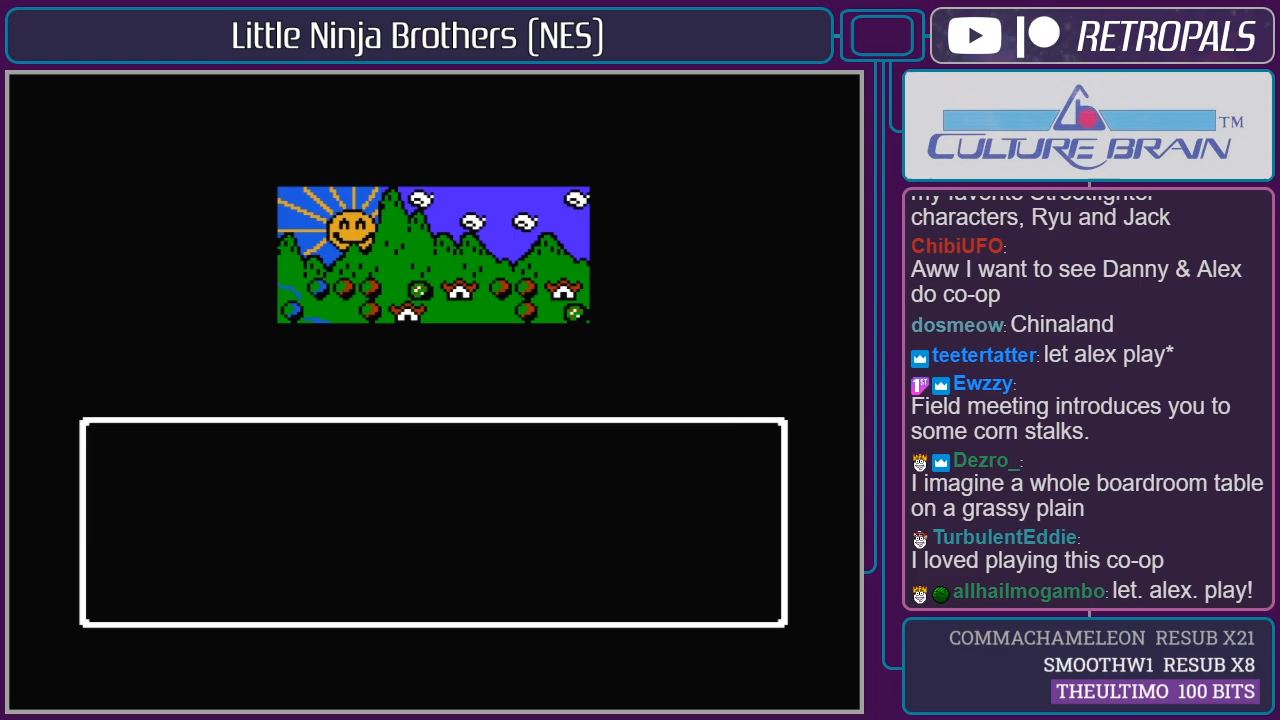 Little Ninja Brothers (NES)
RETROPALS
CULTURE BRAIN TM
characters, Ryu and Jack
ChibiUFO:
Aww I want to see Danny & Alex
do co-op
dosmeow: Chinaland
teetertatter: let alex play*
1ST Ewzzy:
Field meeting introduces you to
some corn stalks.
Dezro_:
I imagine a whole boardroom table
on a grassy plain
TurbulentEddie:
I loved playing this co-op
allhailmogambo: let. alex. play!
COMMACHAMELEON RESUB X21
SMOOTHW1 RESUB X8
THEULTIMO 100 BITS